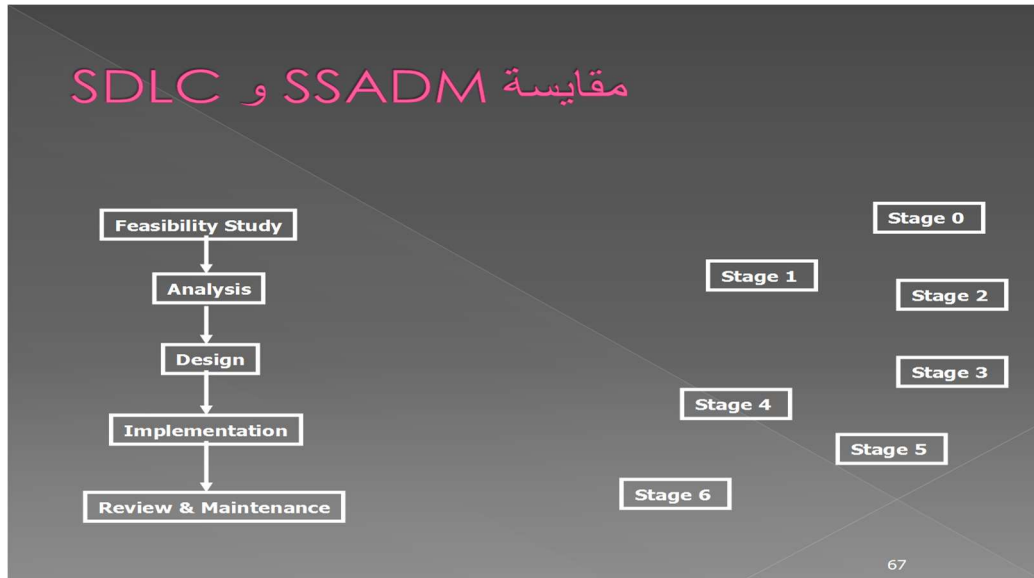 مقایسة SSADM و SDLC
Feasibility Study
Analysis
Design
Implementation
Review & Maintenance
Stage 0
Stage 1
Stage 2
Stage 3
Stage 4
Stage 5
Stage 6
67